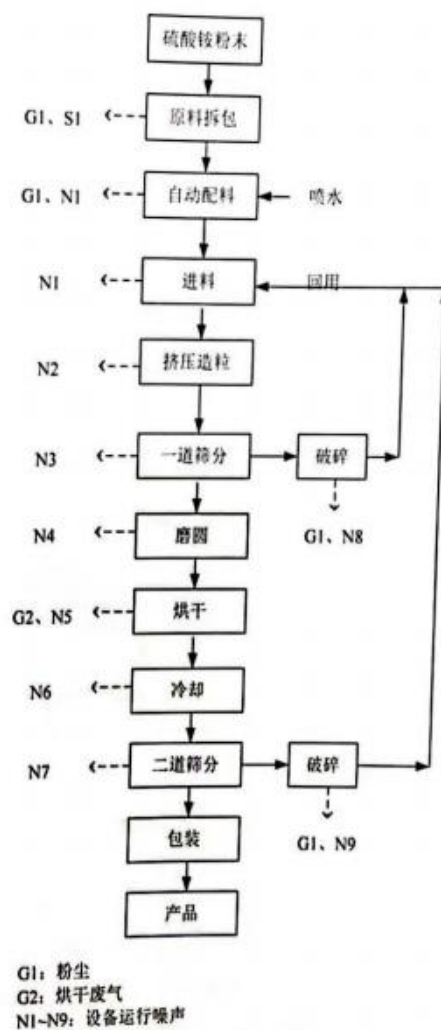 硫酸铵粉末
G1、S1
原料拆包
G1、N1
自动配料
喷水
N1
进料
回用
N2
挤压造粒
N3
一道筛分
破碎
G1、N8
N4
磨圆
G2、N5
烘干
N6
冷却
N7
二道筛分
破碎
G1、N9
包装
产品
G1：粉尘
G2：烘干废气
N1~N9：设备运行噪声